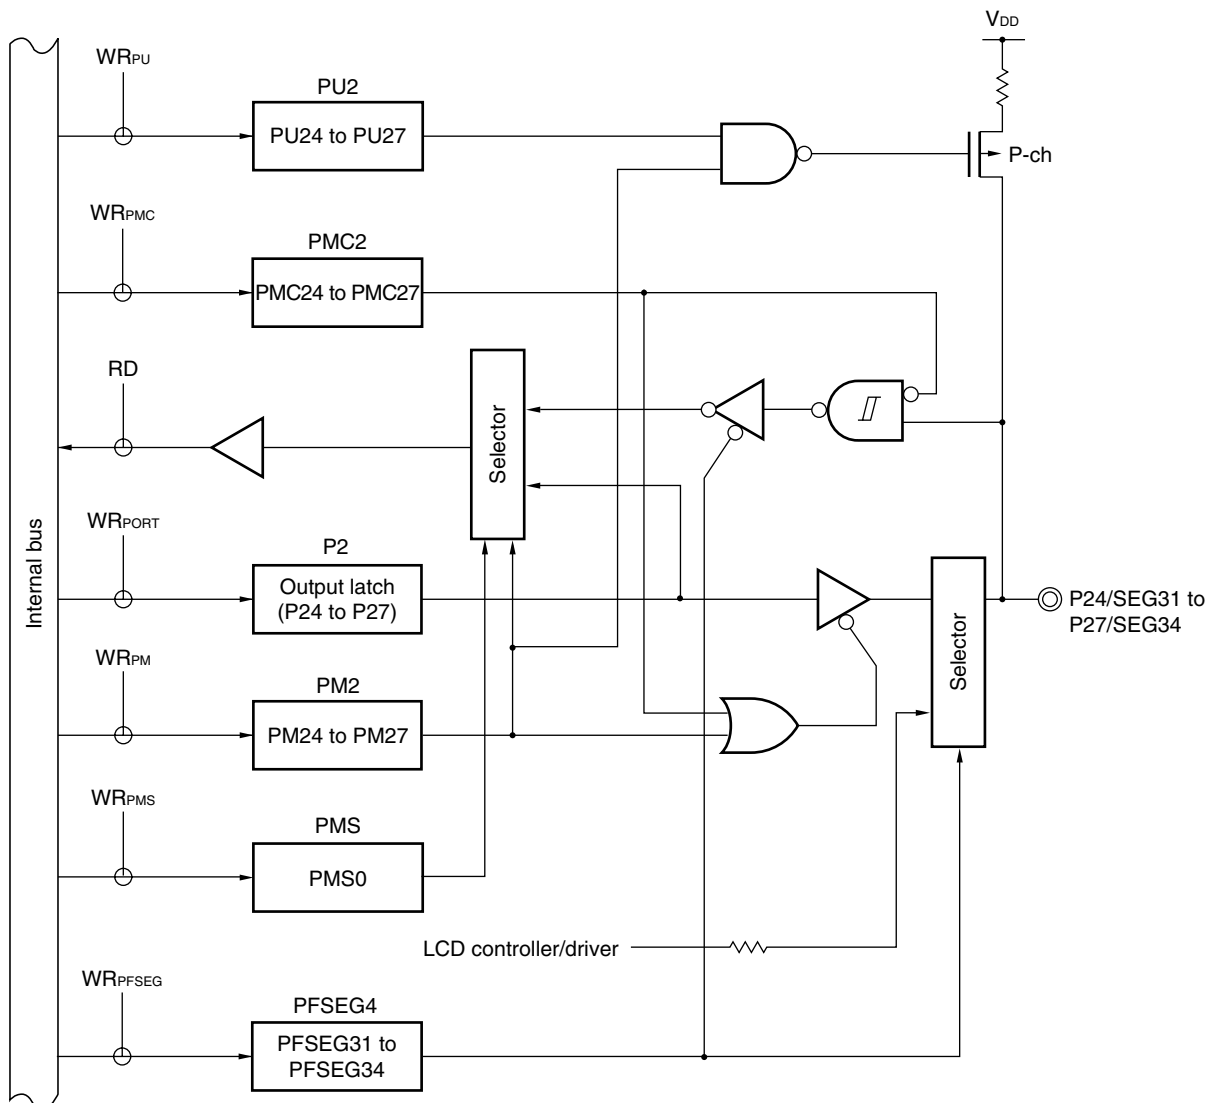 VDD
WRPU
PU2
PU24 to PU27
P-ch
WRPMC
PMC2
PMC24 to PMC27
RD
Selector
WRPORT
P2
Output latch
(P24 to P27)
Internal bus
Selector
P24/SEG31 to
P27/SEG34
WRPM
PM2
PM24 to PM27
WRPMS
PMS
PMS0
LCD controller/driver
WRPFSEG
PFSEG4
PFSEG31 to
PFSEG34